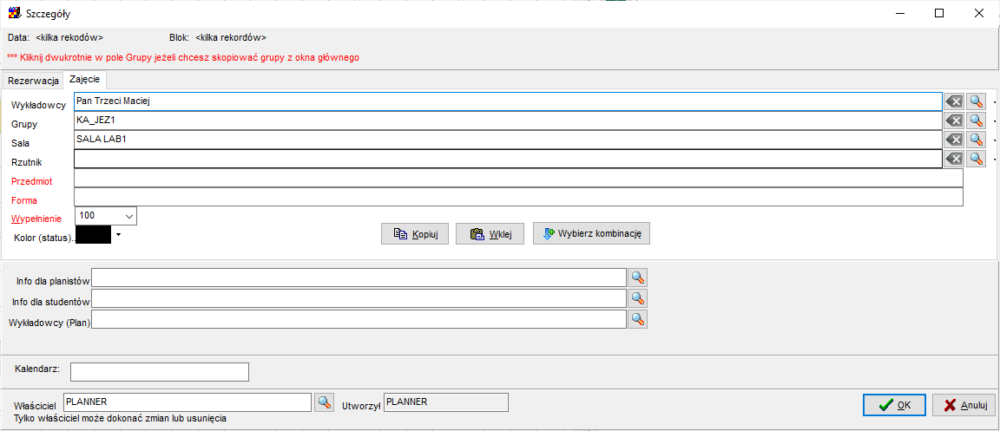 Szczegóły
Data: <kilka rekodów> Blok: <kilka rekordów>
*** Kliknij dwukrotnie w pole Grupy jeżeli chcesz skopiować grupy z okna głównego
Rezerwacja Zajęcie
Wykładowcy Pan Trzeci Maciej
Grupy KA_JEZ1
Sala SALA LAB1
Rzutnik
Przedmiot
Forma
Wypełnienie 100
Kolor (status).. Kopiuj Wklej Wybierz kombinację
Info dla planistów
Info dla studentów
Wykładowcy (Plan)
Kalendarz:
Właściciel PLANNER Utworzył PLANNER OK Anuluj
Tylko właściciel może dokonać zmian lub usunięcia